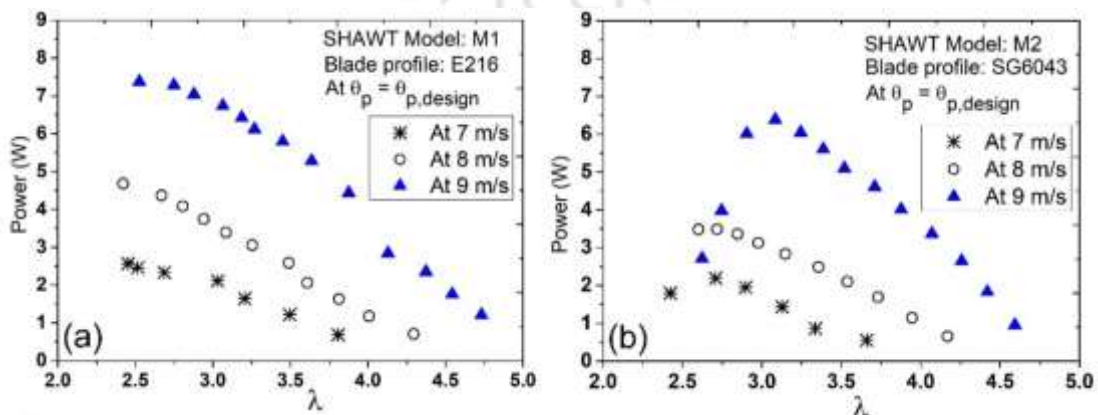 SHAWT Model: M1
Blade profile: E216
At θp = θp,design
At 7 m/s
At 8 m/s
At 9 m/s
Power (W)
9
8
7
6
5
4
3
2
1
0
2.0 2.5 3.0 3.5 4.0 4.5 5.0
λ
(a)
SHAWT Model: M2
Blade profile: SG6043
At θp = θp,design
At 7 m/s
At 8 m/s
At 9 m/s
Power (W)
9
8
7
6
5
4
3
2
1
0
2.0 2.5 3.0 3.5 4.0 4.5 5.0
λ
(b)